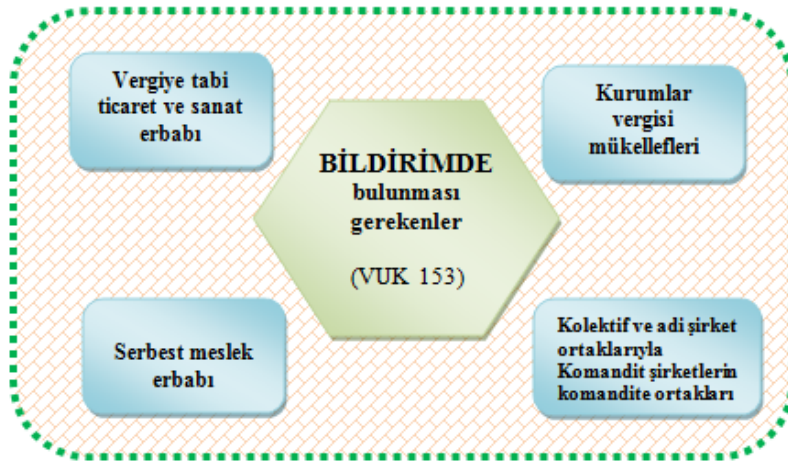 Vergiye tabi
ticaret ve sanat
erbabı
BİLDİRİMDE
bulunması
gerekenler
(VUK 153)
Kurumlar
vergisi
mükellefleri
Serbest meslek
erbabı
Kolektif ve adi şirket
ortaklarıyla
Komandit şirketlerin
komandite ortakları